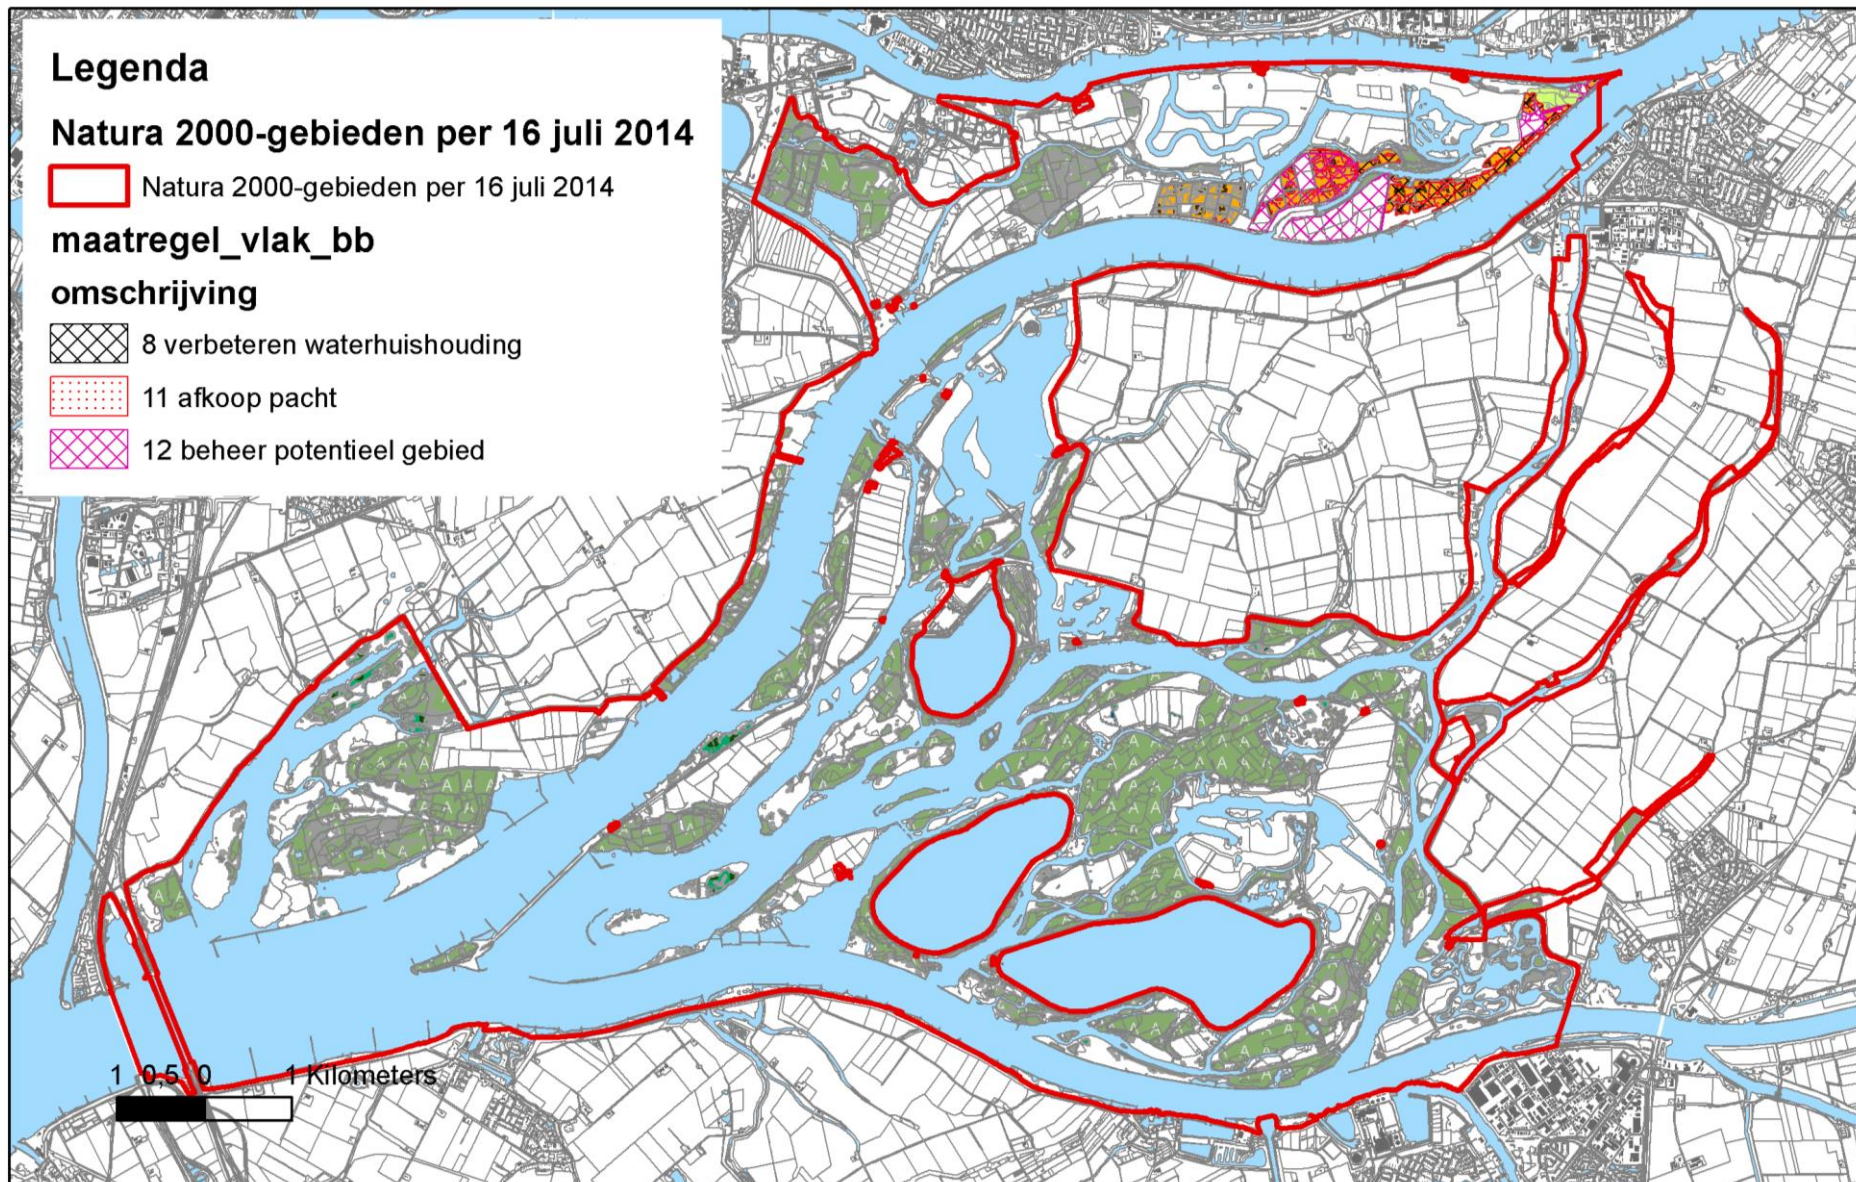 Legenda
Natura 2000-gebieden per 16 juli 2014
Natura 2000-gebieden per 16 juli 2014
maatregel_vlak_bb
omschrijving
8 verbeteren waterhuishouding
11 afkoop pacht
12 beheer potentieel gebied
1 0,5 0 1 Kilometers